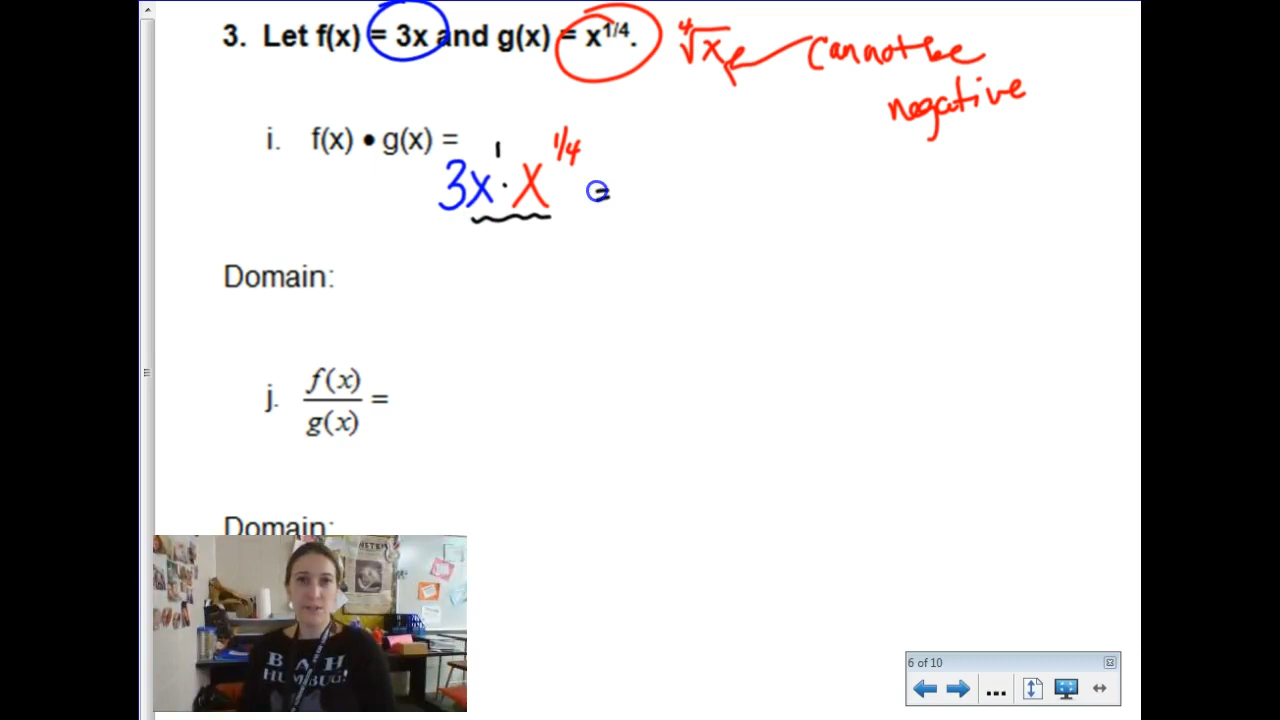 3. Let f(x) = 3x and g(x) = x^1/4. ∜x cannot be
negative
i. f(x) • g(x) =
3x^1 · x^1/4 =
Domain:
j. f(x)/g(x) =
Domain:
BAH
HUMBUG!
6 of 10